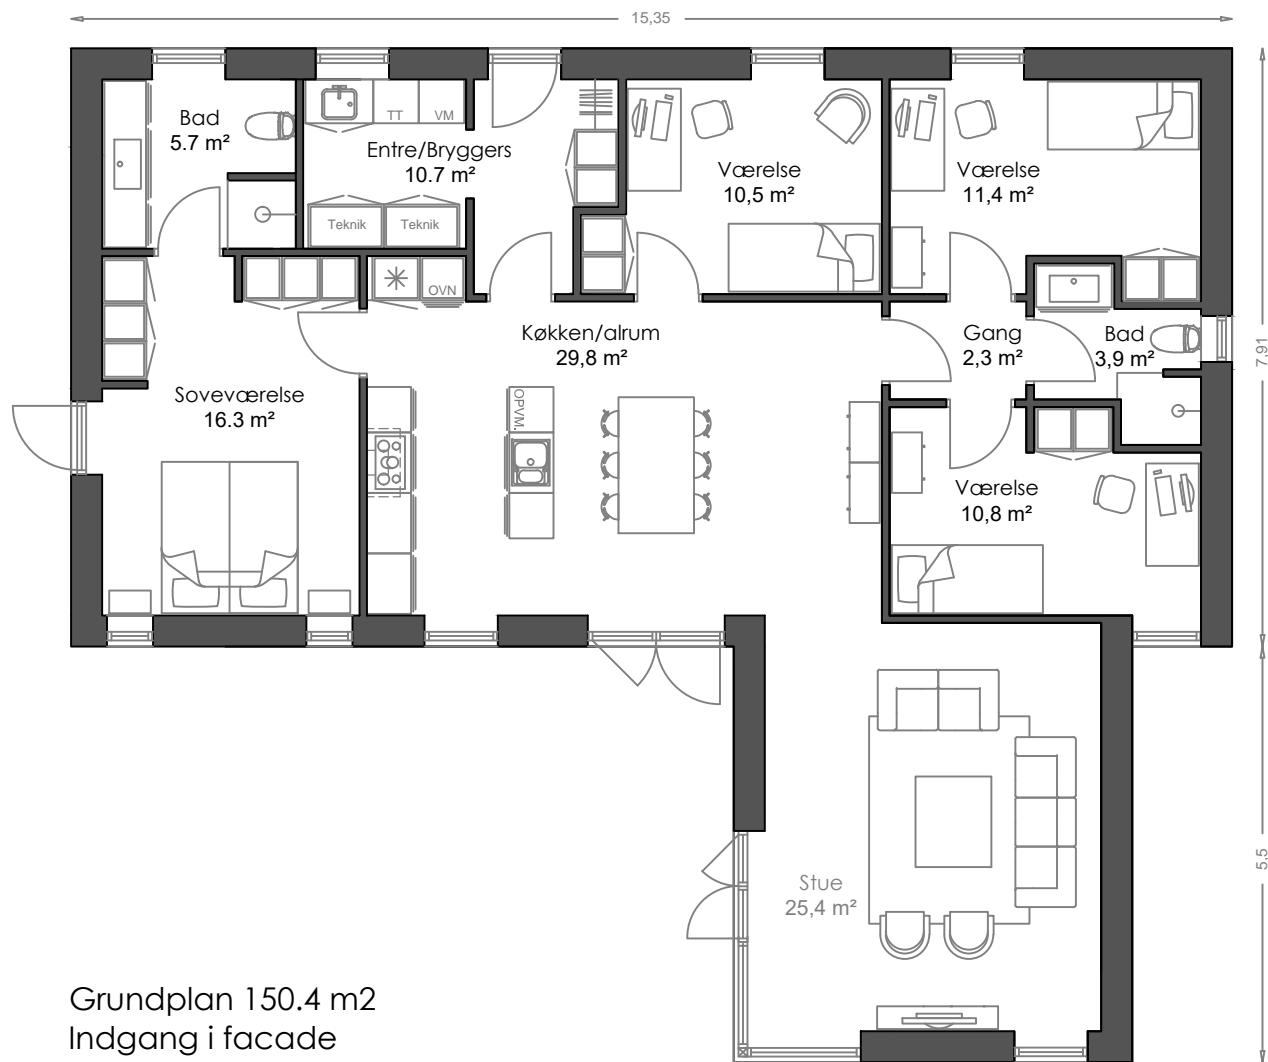 15,35
Bad
5.7 m²
TT
VM
Entre/Bryggers
10.7 m²
Teknik
Teknik
Værelse
10,5 m²
Værelse
11,4 m²
OVN
Køkken/alrum
29,8 m²
Gang
2,3 m²
Bad
3,9 m²
7,91
Soveværelse
16.3 m²
OPVM.
Værelse
10,8 m²
Stue
25,4 m²
5,5
Grundplan 150.4 m2
Indgang i facade